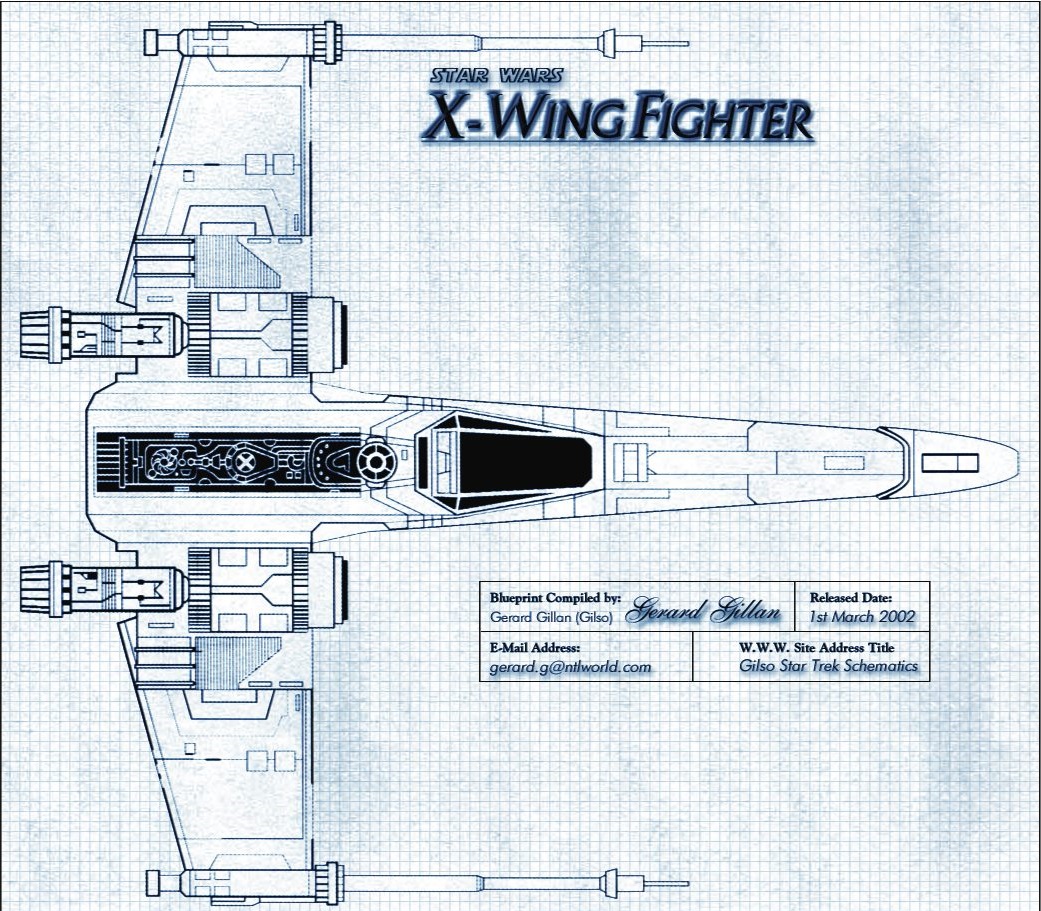 STAR WARS
X-WING FIGHTER
Blueprint Compiled by:
Gerard Gillan (Gilso)
Gerard Gillan
Released Date:
1st March 2002
E-Mail Address:
gerard.g@ntlworld.com
W.W.W. Site Address Title
Gilso Star Trek Schematics